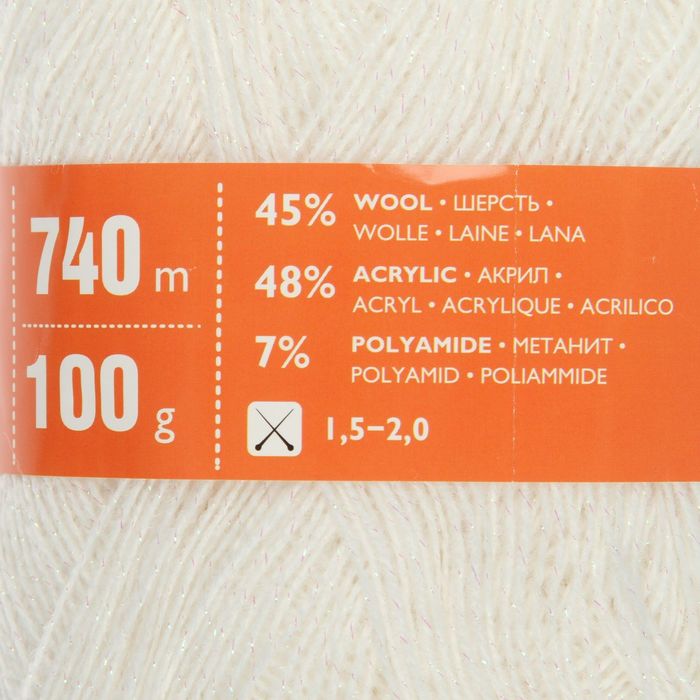 740 m
100 g
45% WOOL • ШЕРСТЬ •
WOLLE • LAINE • LANA
48% ACRYLIC • АКРИЛ •
ACRYL • ACRYLIQUE • ACRILICO
7% POLYAMIDE • МЕТАНИТ •
POLYAMID • POLIAMMIDE
1,5–2,0